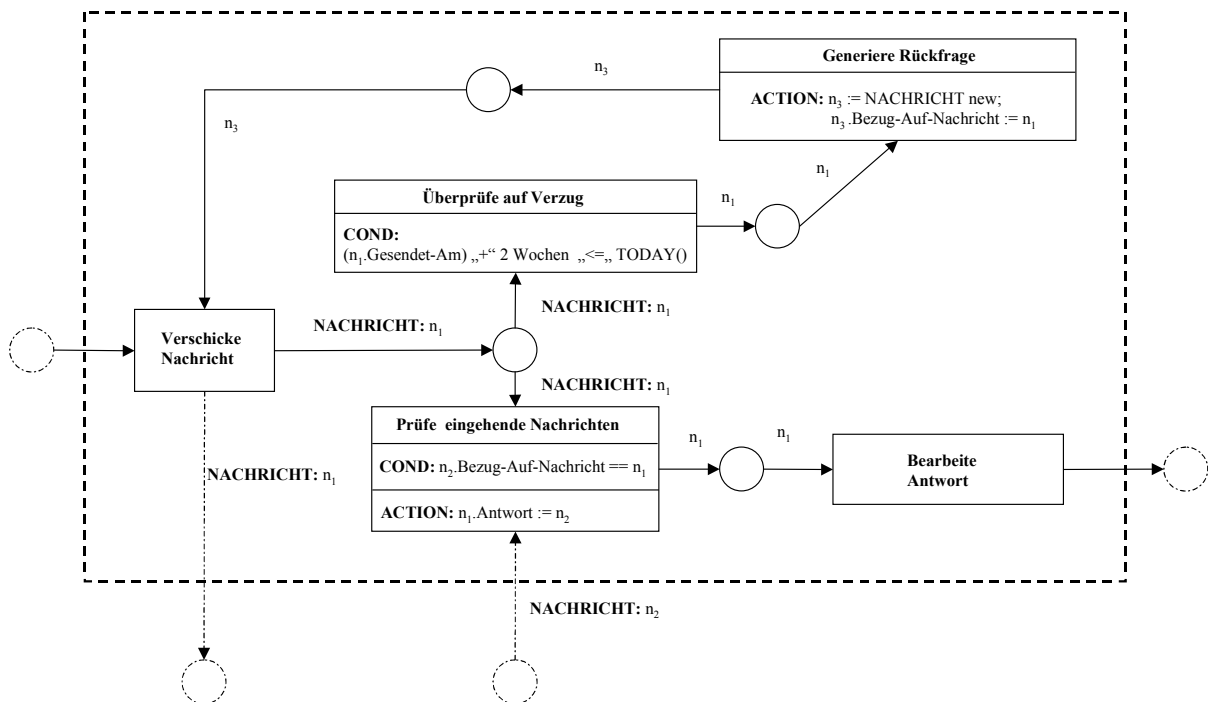 Generiere Rückfrage
n₃
ACTION: n₃ := NACHRICHT new;
n₃ .Bezug-Auf-Nachricht := n₁
n₃
n₁
Überprüfe auf Verzug
n₁
COND:
(n₁.Gesendet-Am) „+“ 2 Wochen „<=„ TODAY()
NACHRICHT: n₁
NACHRICHT: n₁
Verschicke
Nachricht
NACHRICHT: n₁
Prüfe eingehende Nachrichten
n₁
n₁
COND: n₂.Bezug-Auf-Nachricht == n₁
Bearbeite
Antwort
NACHRICHT: n₁
ACTION: n₁.Antwort := n₂
NACHRICHT: n₂